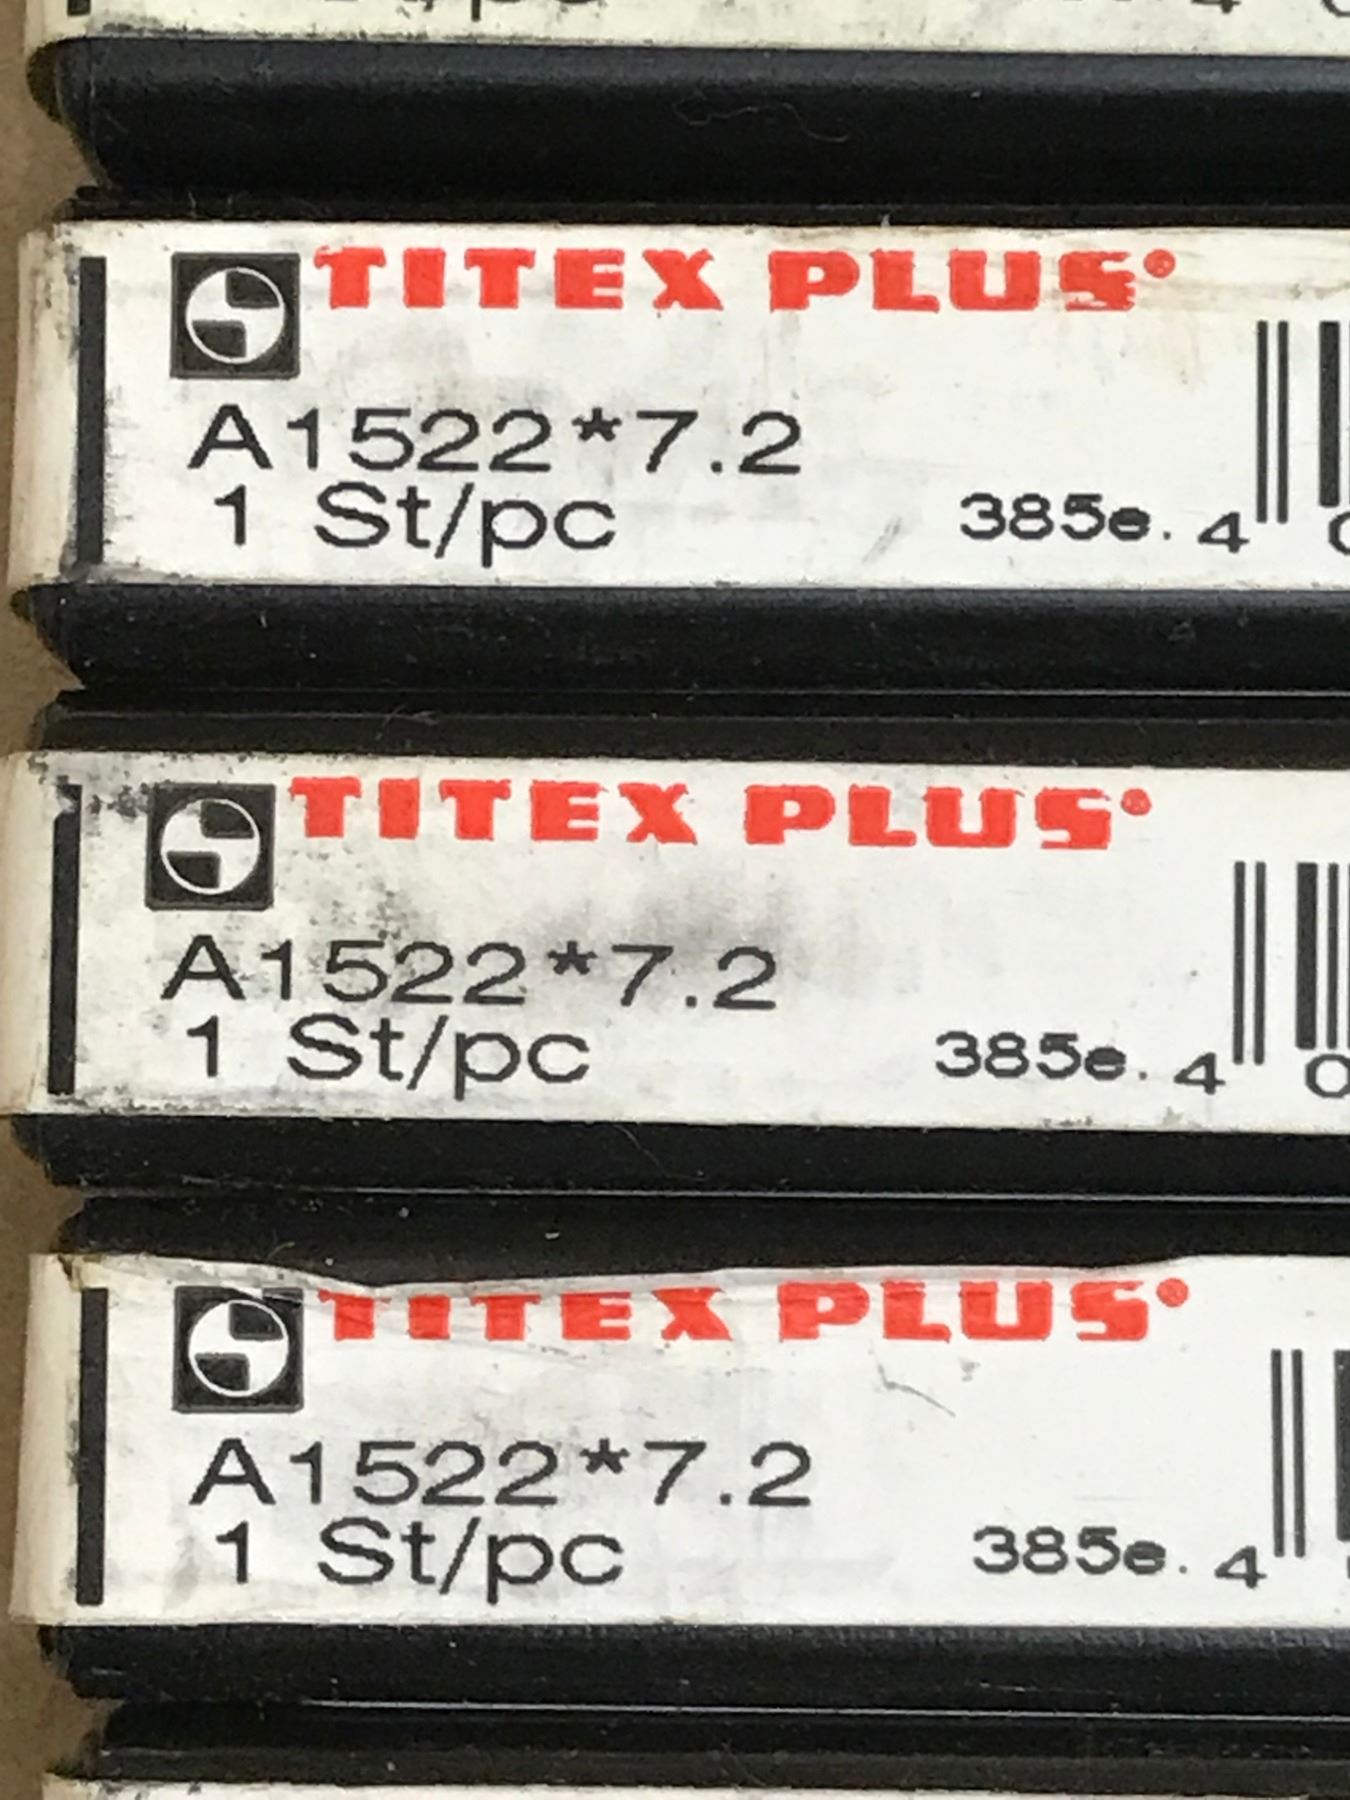 TITEX PLUS
A1522*7.2
1 St/pc
385e. 4
TITEX PLUS
A1522*7.2
1 St/pc
385e. 4 0
TITEX PLUS
A1522*7.2
1 St/pc
385e. 4